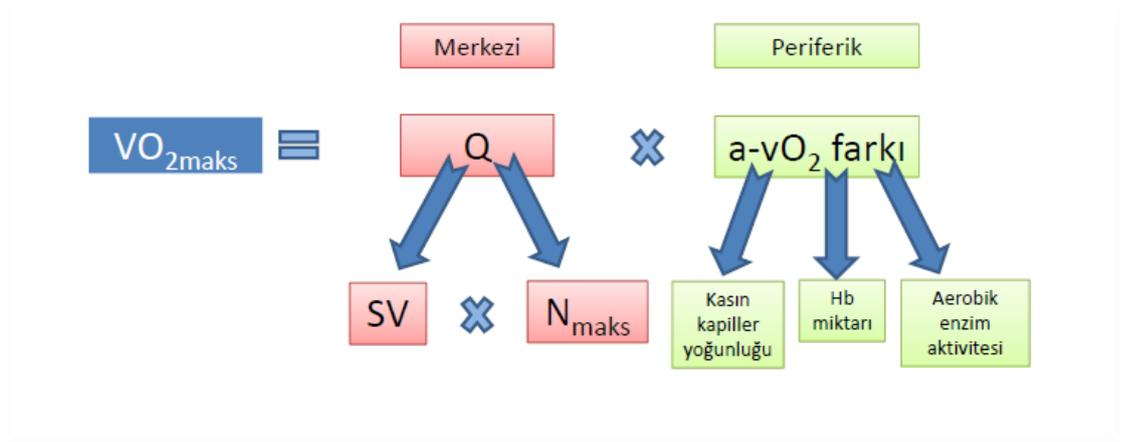 Merkezi
Periferik
VO2maks
Q
a-vO2 farkı
SV
Nmaks
Kasın
kapiller
yoğunluğu
Hb
miktarı
Aerobik
enzim
aktivitesi